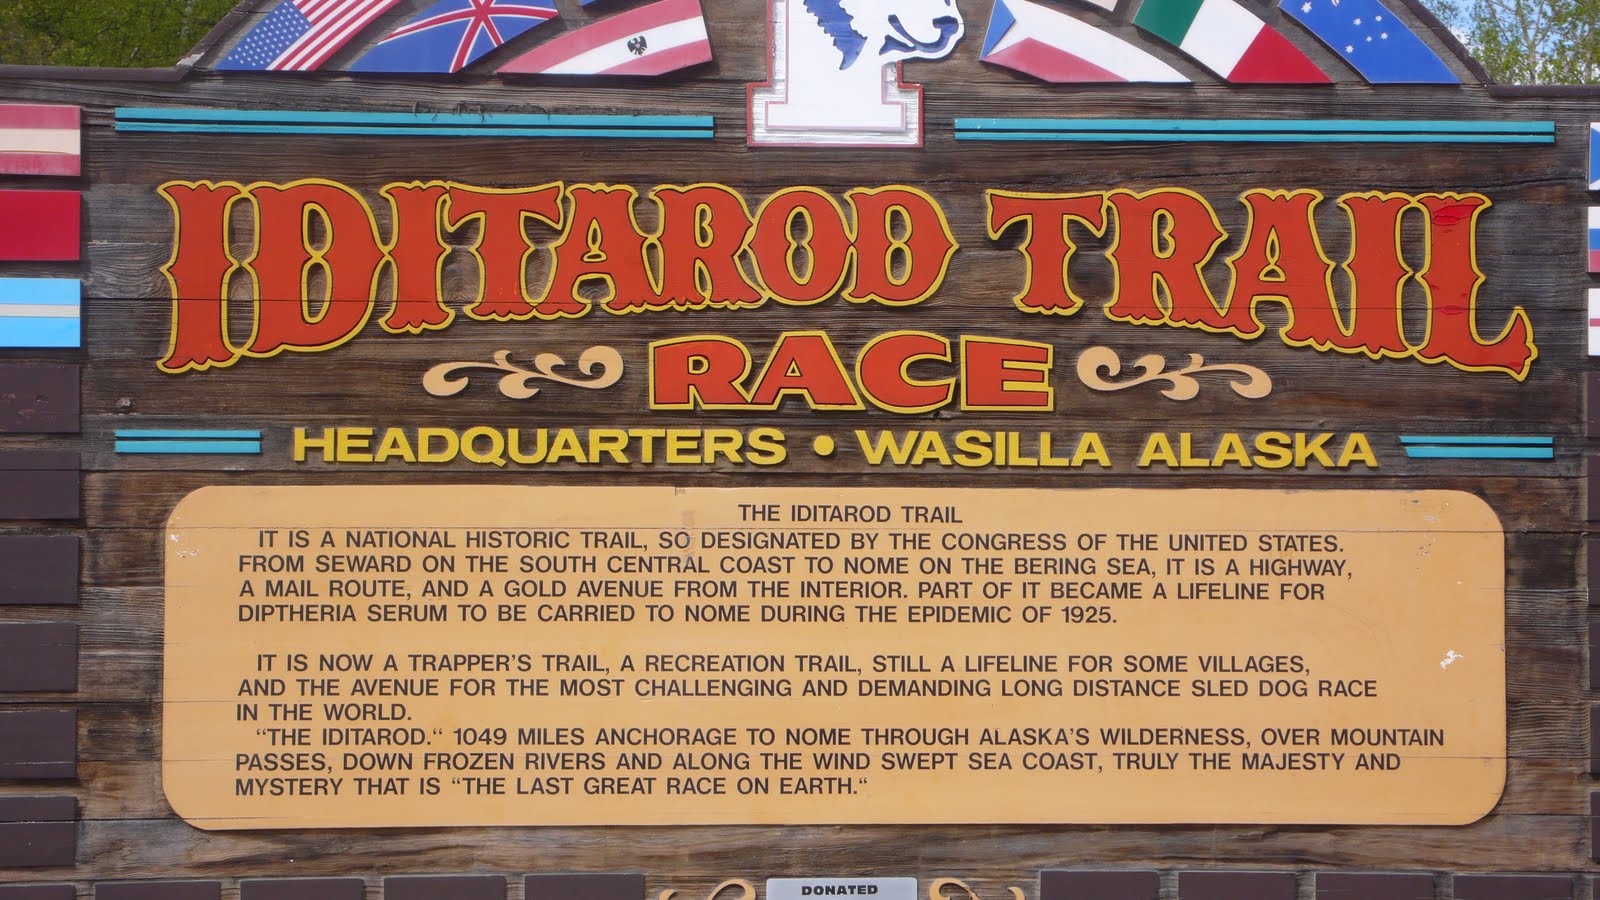 IDITAROD TRAIL
RACE
HEADQUARTERS • WASILLA ALASKA
THE IDITAROD TRAIL
IT IS A NATIONAL HISTORIC TRAIL, SO DESIGNATED BY THE CONGRESS OF THE UNITED STATES.
FROM SEWARD ON THE SOUTH CENTRAL COAST TO NOME ON THE BERING SEA, IT IS A HIGHWAY,
A MAIL ROUTE, AND A GOLD AVENUE FROM THE INTERIOR. PART OF IT BECAME A LIFELINE FOR
DIPTHERIA SERUM TO BE CARRIED TO NOME DURING THE EPIDEMIC OF 1925.
IT IS NOW A TRAPPER'S TRAIL, A RECREATION TRAIL, STILL A LIFELINE FOR SOME VILLAGES,
AND THE AVENUE FOR THE MOST CHALLENGING AND DEMANDING LONG DISTANCE SLED DOG RACE
IN THE WORLD.
“THE IDITAROD.“ 1049 MILES ANCHORAGE TO NOME THROUGH ALASKA'S WILDERNESS, OVER MOUNTAIN
PASSES, DOWN FROZEN RIVERS AND ALONG THE WIND SWEPT SEA COAST, TRULY THE MAJESTY AND
MYSTERY THAT IS “THE LAST GREAT RACE ON EARTH.“
DONATED